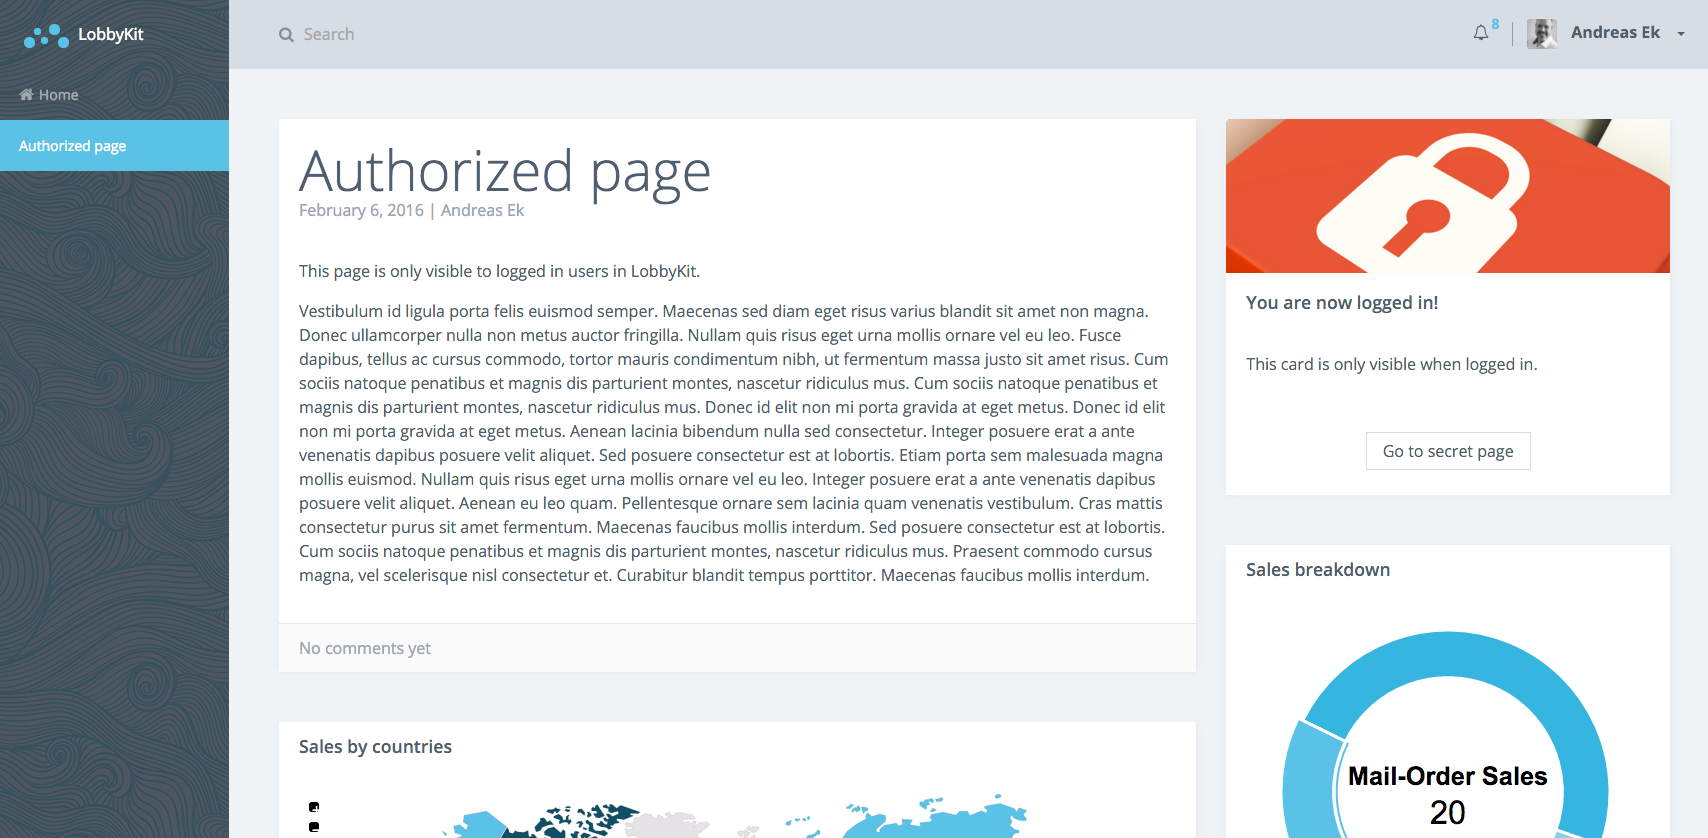 LobbyKit
Search
8
Andreas Ek
Home
Authorized page
Authorized page
February 6, 2016 | Andreas Ek
This page is only visible to logged in users in LobbyKit.
Vestibulum id ligula porta felis euismod semper. Maecenas sed diam eget risus varius blandit sit amet non magna.
Donec ullamcorper nulla non metus auctor fringilla. Nullam quis risus eget urna mollis ornare vel eu leo. Fusce
dapibus, tellus ac cursus commodo, tortor mauris condimentum nibh, ut fermentum massa justo sit amet risus. Cum
sociis natoque penatibus et magnis dis parturient montes, nascetur ridiculus mus. Cum sociis natoque penatibus et
magnis dis parturient montes, nascetur ridiculus mus. Donec id elit non mi porta gravida at eget metus. Donec id elit
non mi porta gravida at eget metus. Aenean lacinia bibendum nulla sed consectetur. Integer posuere erat a ante
venenatis dapibus posuere velit aliquet. Sed posuere consectetur est at lobortis. Etiam porta sem malesuada magna
mollis euismod. Nullam quis risus eget urna mollis ornare vel eu leo. Integer posuere erat a ante venenatis dapibus
posuere velit aliquet. Aenean eu leo quam. Pellentesque ornare sem lacinia quam venenatis vestibulum. Cras mattis
consectetur purus sit amet fermentum. Maecenas faucibus mollis interdum. Sed posuere consectetur est at lobortis.
Cum sociis natoque penatibus et magnis dis parturient montes, nascetur ridiculus mus. Praesent commodo cursus
magna, vel scelerisque nisl consectetur et. Curabitur blandit tempus porttitor. Maecenas faucibus mollis interdum.
No comments yet
Sales by countries
You are now logged in!
This card is only visible when logged in.
Go to secret page
Sales breakdown
Mail-Order Sales
20